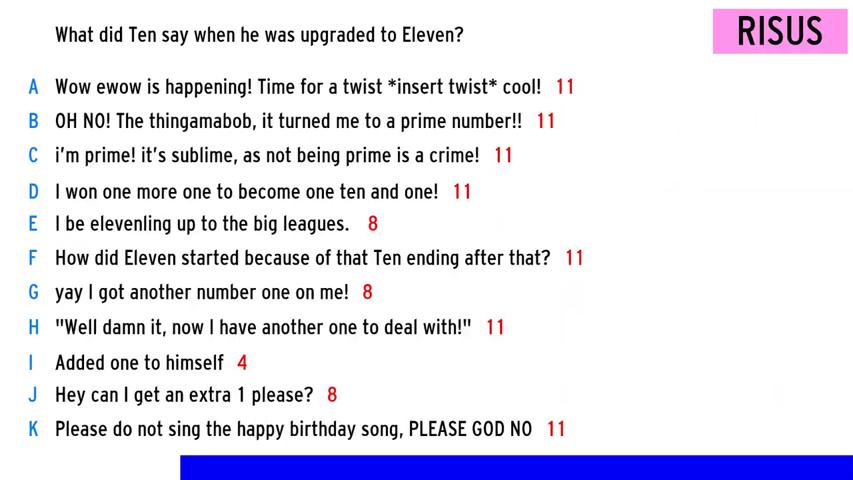 What did Ten say when he was upgraded to Eleven?
RISUS
A Wow ewow is happening! Time for a twist *insert twist* cool! 11
B OH NO! The thingamabob, it turned me to a prime number!! 11
C i'm prime! it's sublime, as not being prime is a crime! 11
D I won one more one to become one ten and one! 11
E I be elevenling up to the big leagues. 8
F How did Eleven started because of that Ten ending after that? 11
G yay I got another number one on me! 8
H "Well damn it, now I have another one to deal with!" 11
I Added one to himself 4
J Hey can I get an extra 1 please? 8
K Please do not sing the happy birthday song, PLEASE GOD NO 11